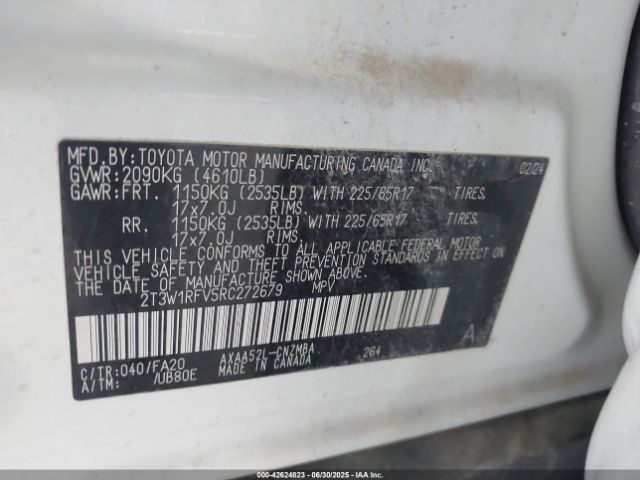 MFD.BY:TOYOTA MOTOR MANUFACTURING CANADA INC. 02/24
GVWR:2090KG (4610LB)
GAWR:FRT. 1150KG (2535LB) WITH 225/65R17 TIRES,
17x7.0J RIMS.
RR. 1150KG (2535LB) WITH 225/65R17 TIRES,
17x7.0J RIMS.
THIS VEHICLE CONFORMS TO ALL APPLICABLE FEDERAL MOTOR
VEHICLE SAFETY AND THEFT PREVENTION STANDARDS IN EFFECT ON
THE DATE OF MANUFACTURE SHOWN ABOVE.
2T3W1RFV5RC272679 MPV
A
C/TR:040/FA20 AXAA52L-CNZMBA 264
A/TM: /UB80E MADE IN CANADA
000-42624823 - 06/30/2025 - IAA Inc.